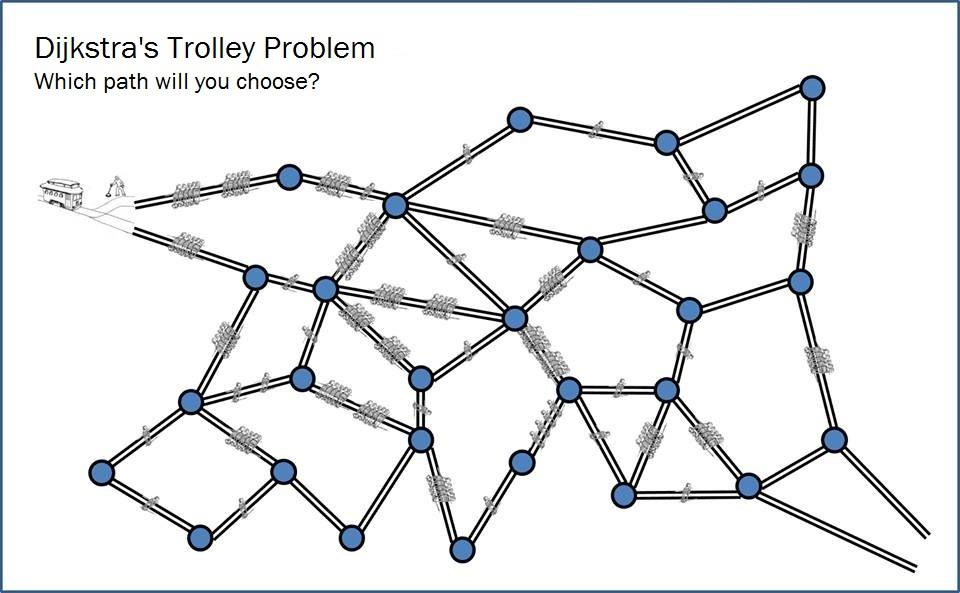 Dijkstra's Trolley Problem
Which path will you choose?